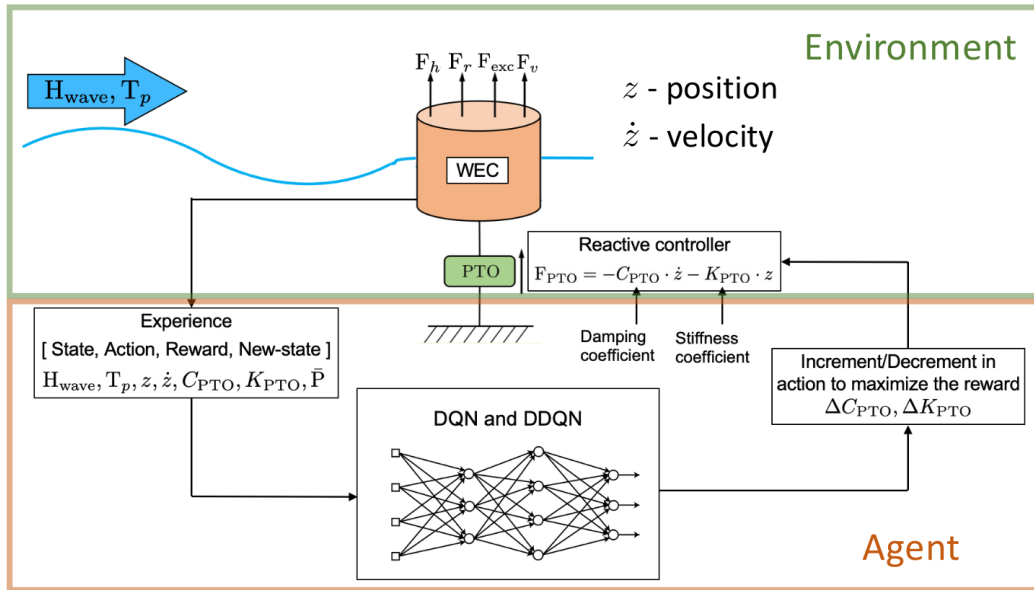 Environment
H_wave, T_p
F_h F_r F_exc F_v
z - position
ż - velocity
WEC
PTO
Reactive controller
F_PTO = −C_PTO · ż − K_PTO · z
Damping
coefficient
Stiffness
coefficient
Experience
[ State, Action, Reward, New-state ]
H_wave, T_p, z, ż, C_PTO, K_PTO, P̄
DQN and DDQN
Increment/Decrement in
action to maximize the reward
ΔC_PTO, ΔK_PTO
Agent